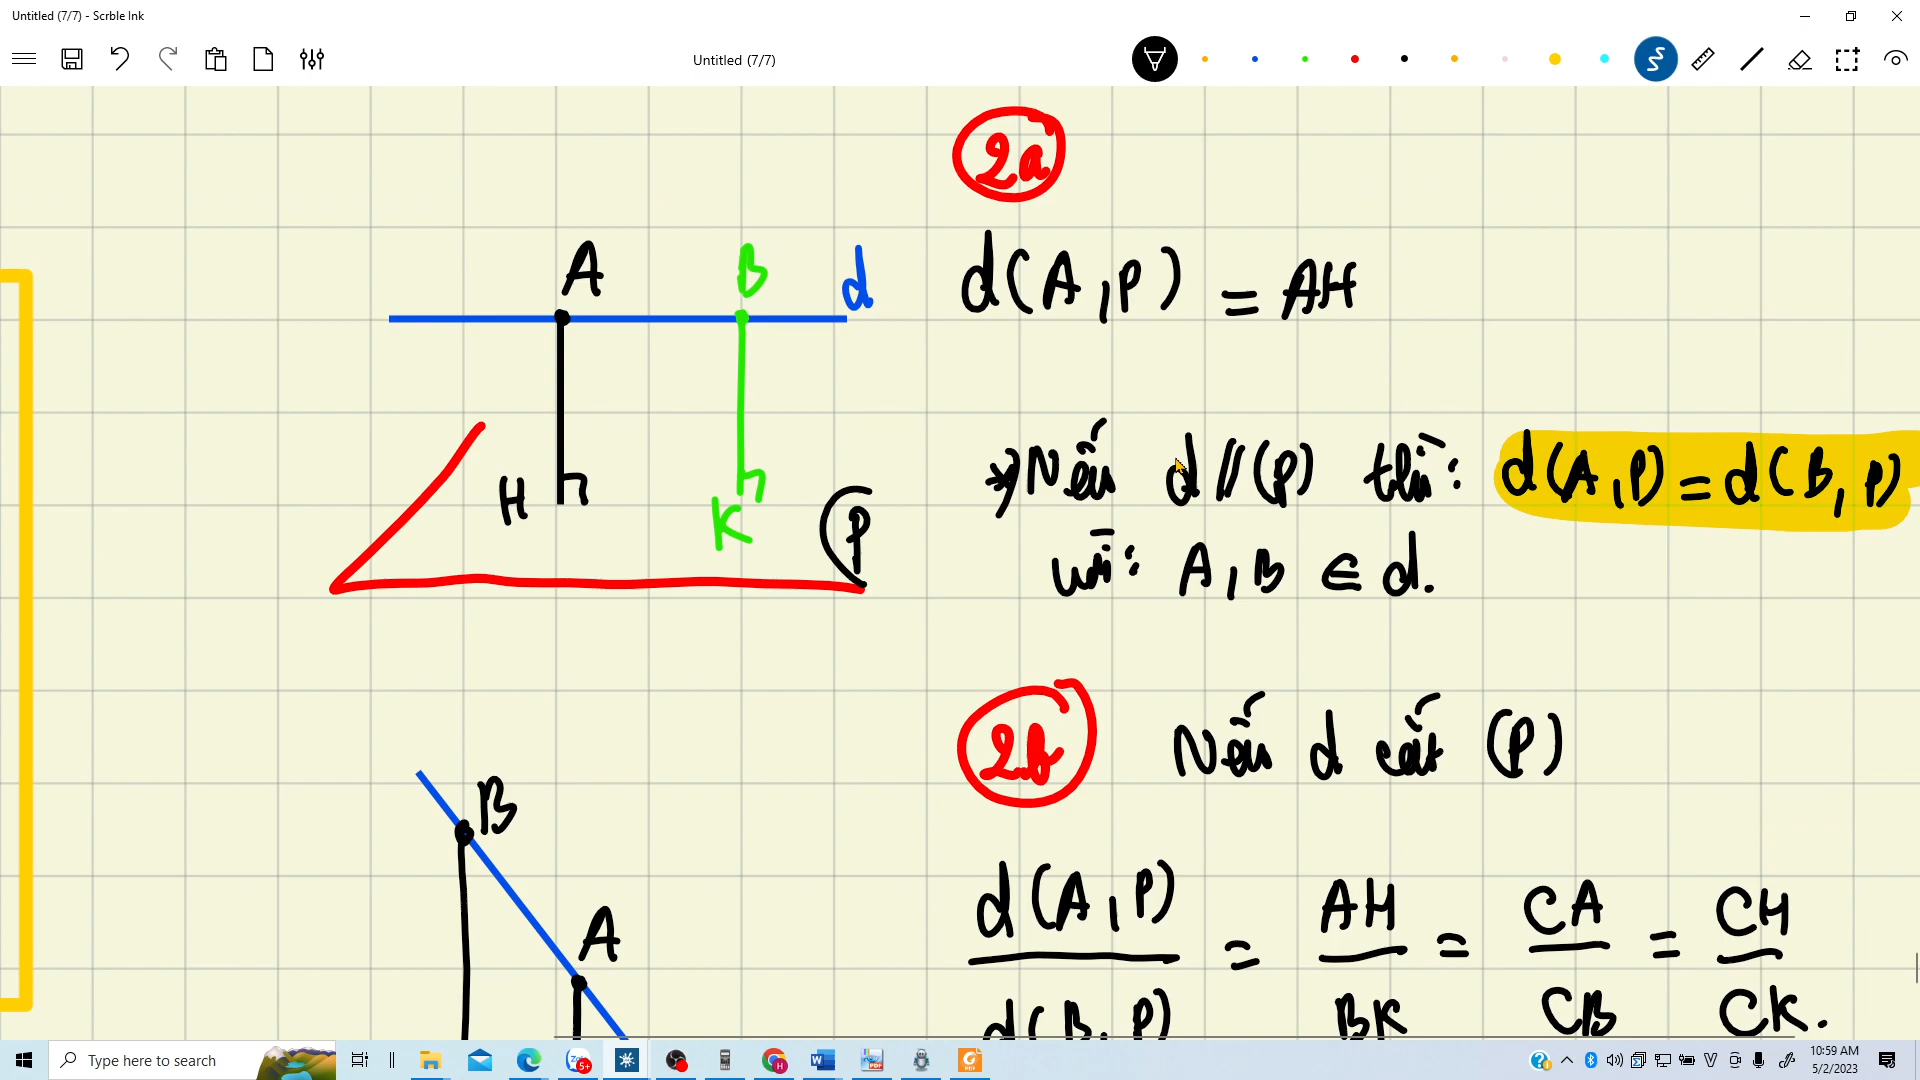 Untitled (7/7) - Scrble Ink
Untitled (7/7)
2a
A B d
d(A,P) = AH
H K P
*) Nếu d // (P) thì: d(A,P) = d(B,P)
với: A, B ∈ d.
2b Nếu d cắt (P)
B
A
d(A,P) / d(B,P) = AH / BK = CA / CB = CH / CK.
Type here to search
10:59 AM
5/2/2023